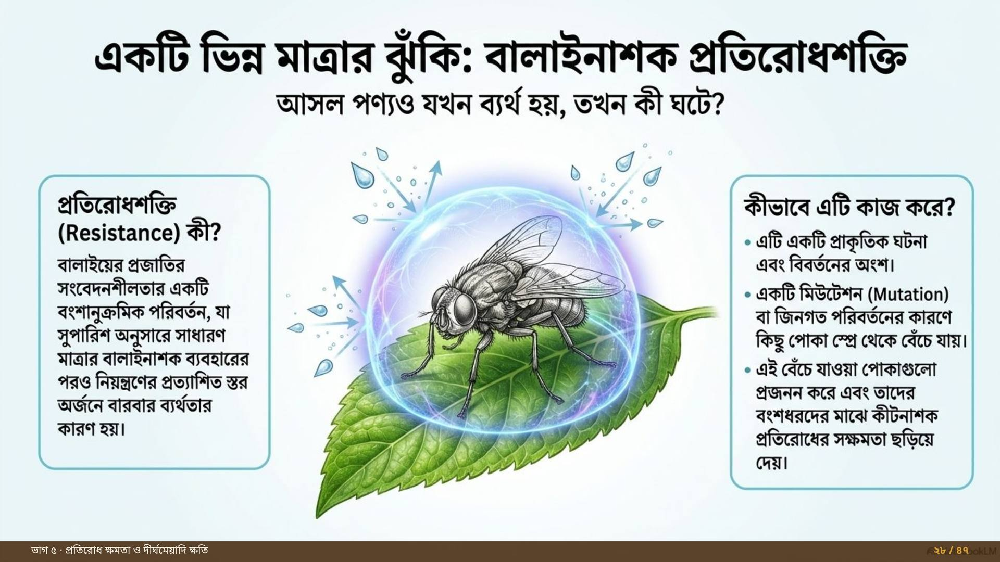 একটি ভিন্ন মাত্রার ঝুঁকি: বালাইনাশক প্রতিরোধশক্তি
আসল পণ্যও যখন ব্যর্থ হয়, তখন কী ঘটে?
প্রতিরোধশক্তি
(Resistance) কী?
বালাইয়ের প্রজাতির
সংবেদনশীলতার একটি
বংশানুক্রমিক পরিবর্তন, যা
সুপারিশ অনুসারে সাধারণ
মাত্রার বালাইনাশক ব্যবহারের
পরও নিয়ন্ত্রণের প্রত্যাশিত স্তর
অর্জনে বারবার ব্যর্থতার
কারণ হয়।
কীভাবে এটি কাজ করে?
• এটি একটি প্রাকৃতিক ঘটনা
এবং বিবর্তনের অংশ।
• একটি মিউটেশন (Mutation)
বা জিনগত পরিবর্তনের কারণে
কিছু পোকা স্প্রে থেকে বেঁচে যায়।
• এই বেঁচে যাওয়া পোকাগুলো
প্রজনন করে এবং তাদের
বংশধরদের মাঝে কীটনাশক
প্রতিরোধের সক্ষমতা ছড়িয়ে
দেয়।
ভাগ ৫ · প্রতিরোধ ক্ষমতা ও দীর্ঘমেয়াদি ক্ষতি
২৮ / ৪৭